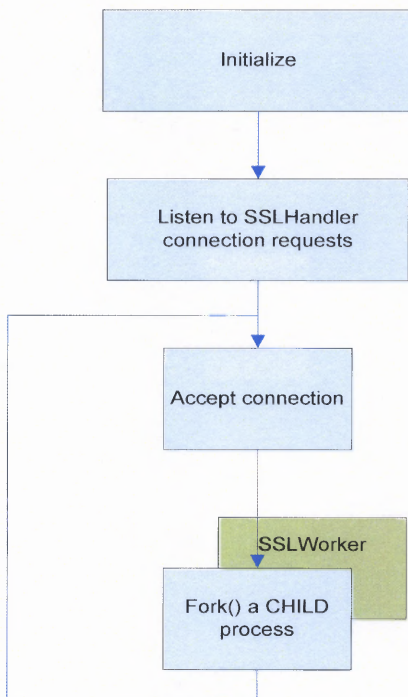 Initialize
Listen to SSLHandler
connection requests
Accept connection
SSLWorker
Fork() a CHILD
process